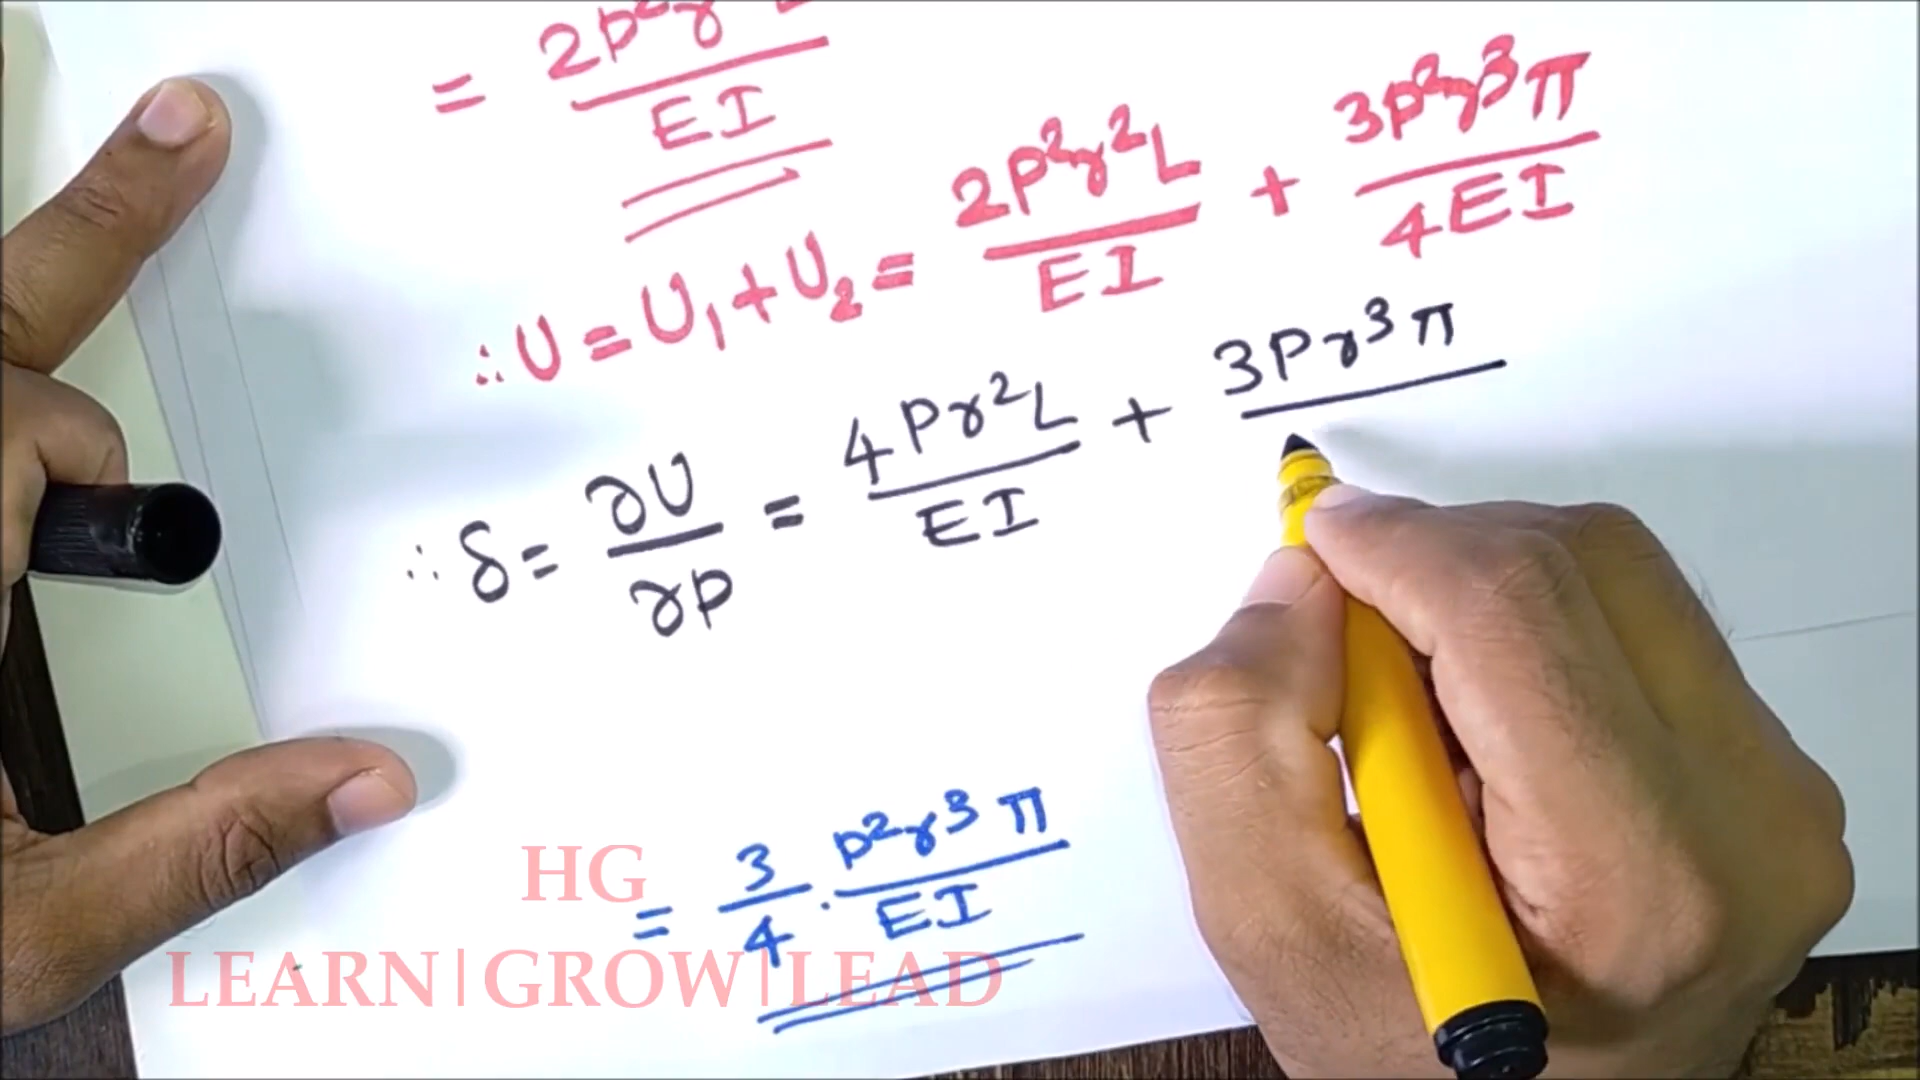 = 2P²r²L / EI
∴ U = U₁ + U₂ = 2P²r²L / EI + 3P²r³π / 4EI
∴ δ = ∂U / ∂P = 4Pr²L / EI + 3Pr³π
= 3/4 . P²r³π / EI
HG
LEARN|GROW|LEAD